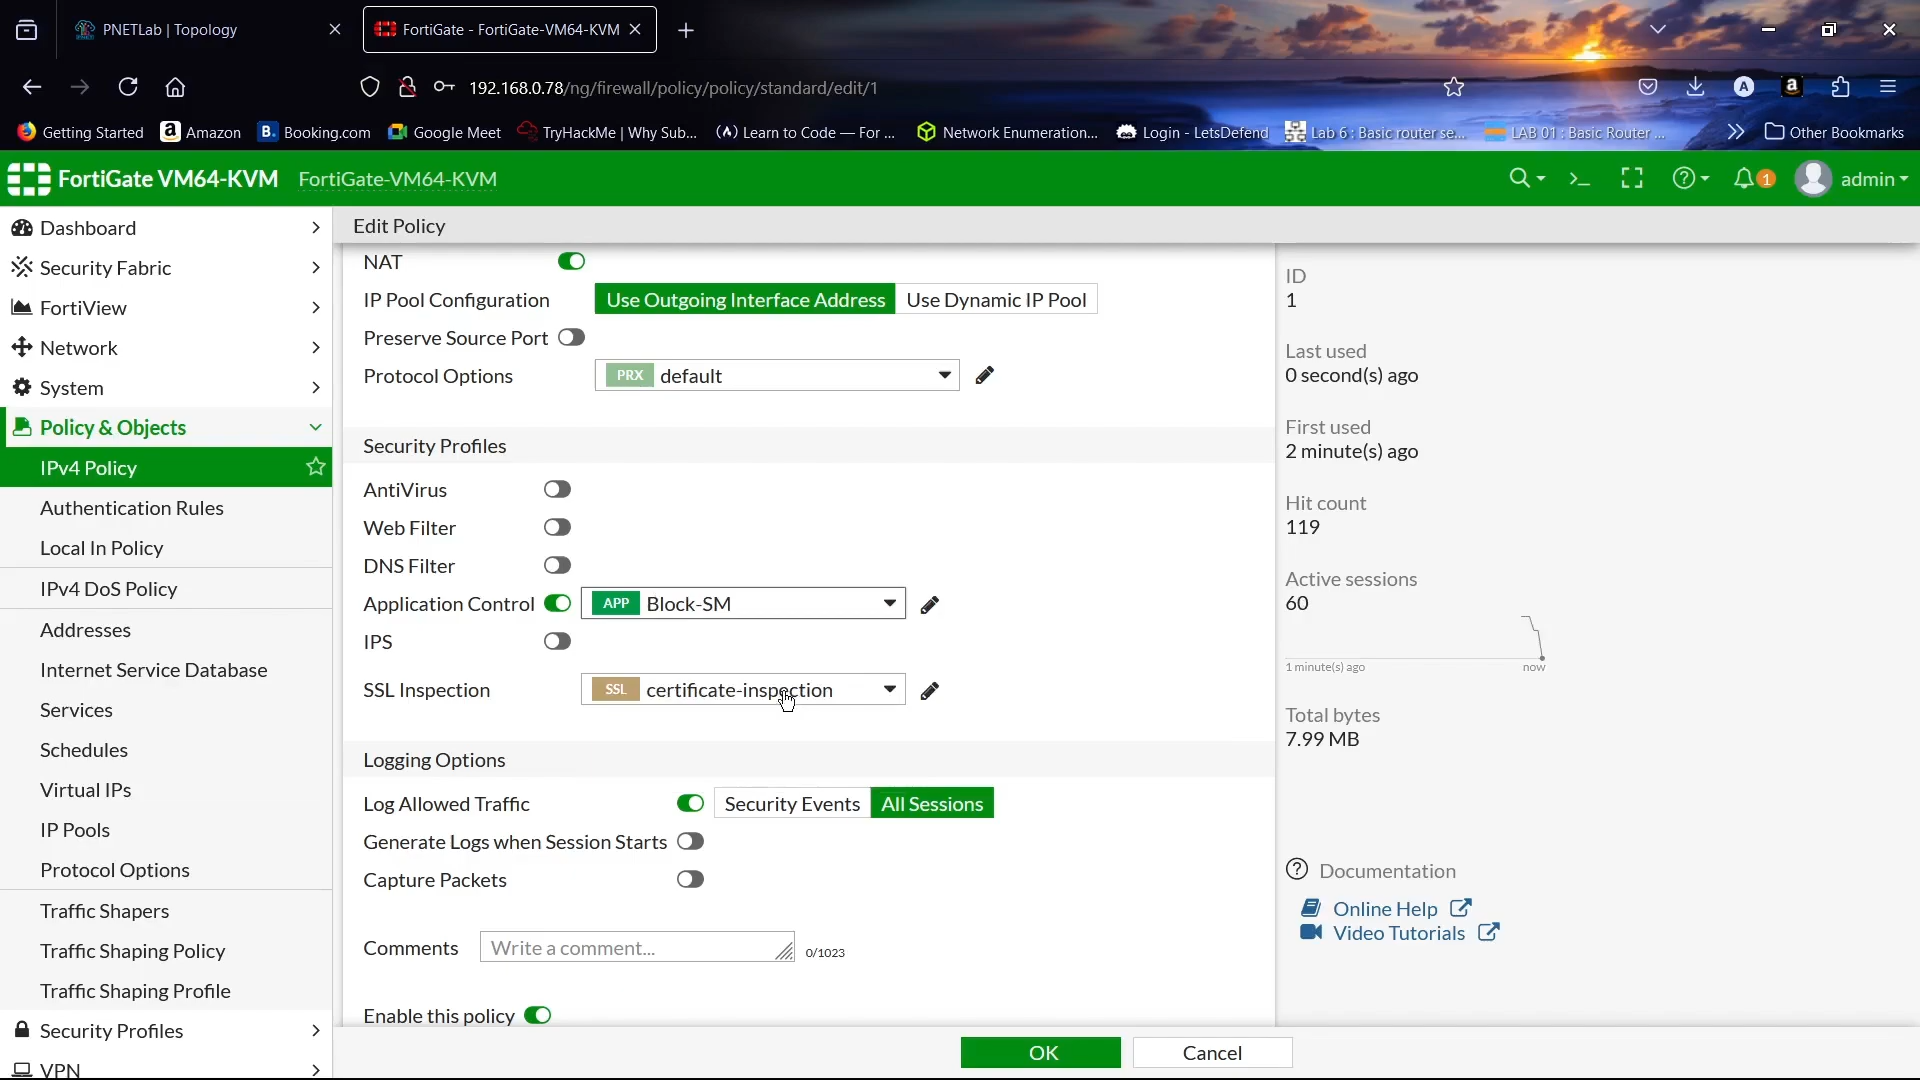 PNETLab | Topology
FortiGate - FortiGate-VM64-KVM
192.168.0.78/ng/firewall/policy/policy/standard/edit/1
Getting Started
Amazon
Booking.com
Google Meet
TryHackMe | Why Sub...
Learn to Code — For ...
Network Enumeration...
Login - LetsDefend
Lab 6 : Basic router se...
LAB 01 : Basic Router ...
Other Bookmarks
FortiGate VM64-KVM
FortiGate-VM64-KVM
1
admin
Dashboard
Security Fabric
FortiView
Network
System
Policy & Objects
IPv4 Policy
Authentication Rules
Local In Policy
IPv4 DoS Policy
Addresses
Internet Service Database
Services
Schedules
Virtual IPs
IP Pools
Protocol Options
Traffic Shapers
Traffic Shaping Policy
Traffic Shaping Profile
Security Profiles
VPN
Edit Policy
NAT
IP Pool Configuration Use Outgoing Interface Address Use Dynamic IP Pool
Preserve Source Port
Protocol Options PRX default
Security Profiles
AntiVirus
Web Filter
DNS Filter
Application Control APP Block-SM
IPS
SSL Inspection SSL certificate-inspection
Logging Options
Log Allowed Traffic Security Events All Sessions
Generate Logs when Session Starts
Capture Packets
Comments Write a comment... 0/1023
Enable this policy
OK Cancel
ID
1
Last used
0 second(s) ago
First used
2 minute(s) ago
Hit count
119
Active sessions
60
1 minute(s) ago now
Total bytes
7.99 MB
Documentation
Online Help
Video Tutorials